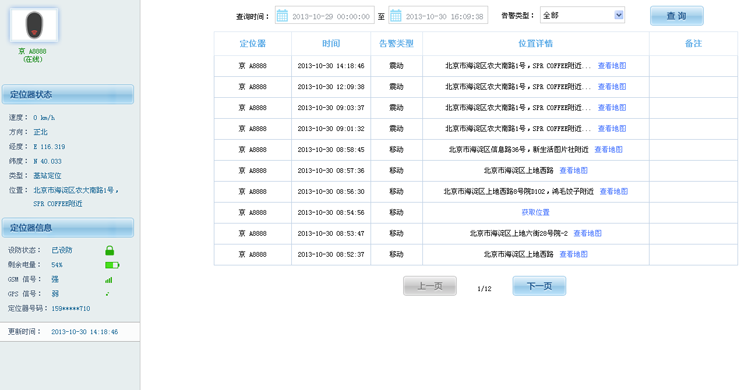 京 A8888
(在线)
定位器状态
速度： 0 km/h
方向： 正北
经度： E 116.319
纬度： N 40.033
类型： 基站定位
位置： 北京市海淀区农大南路1号，
SPR COFFEE附近
定位器信息
设防状态： 已设防
剩余电量： 54%
GSM 信号： 强
GPS 信号： 弱
定位器号码： 159*****710
更新时间： 2013-10-30 14:18:46
查询时间： 2013-10-29 00:00:00 至 2013-10-30 16:09:38 告警类型： 全部 查 询
定位器 时间 告警类型 位置详情 备注
京 A8888 2013-10-30 14:18:46 震动 北京市海淀区农大南路1号，SPR COFFEE附近... 查看地图
京 A8888 2013-10-30 12:09:38 震动 北京市海淀区农大南路1号，SPR COFFEE附近... 查看地图
京 A8888 2013-10-30 09:03:37 震动 北京市海淀区农大南路1号，SPR COFFEE附近... 查看地图
京 A8888 2013-10-30 09:01:32 震动 北京市海淀区农大南路1号，SPR COFFEE附近... 查看地图
京 A8888 2013-10-30 08:58:45 移动 北京市海淀区信息路36号，新生活图片社附近 查看地图
京 A8888 2013-10-30 08:57:36 移动 北京市海淀区上地西路 查看地图
京 A8888 2013-10-30 08:56:30 移动 北京市海淀区上地西路8号院D102，鸿毛饺子附近 查看地图
京 A8888 2013-10-30 08:54:56 移动 获取位置
京 A8888 2013-10-30 08:53:47 移动 北京市海淀区上地六街28号院-2 查看地图
京 A8888 2013-10-30 08:52:37 移动 北京市海淀区上地西路 查看地图
上一页 1/12 下一页